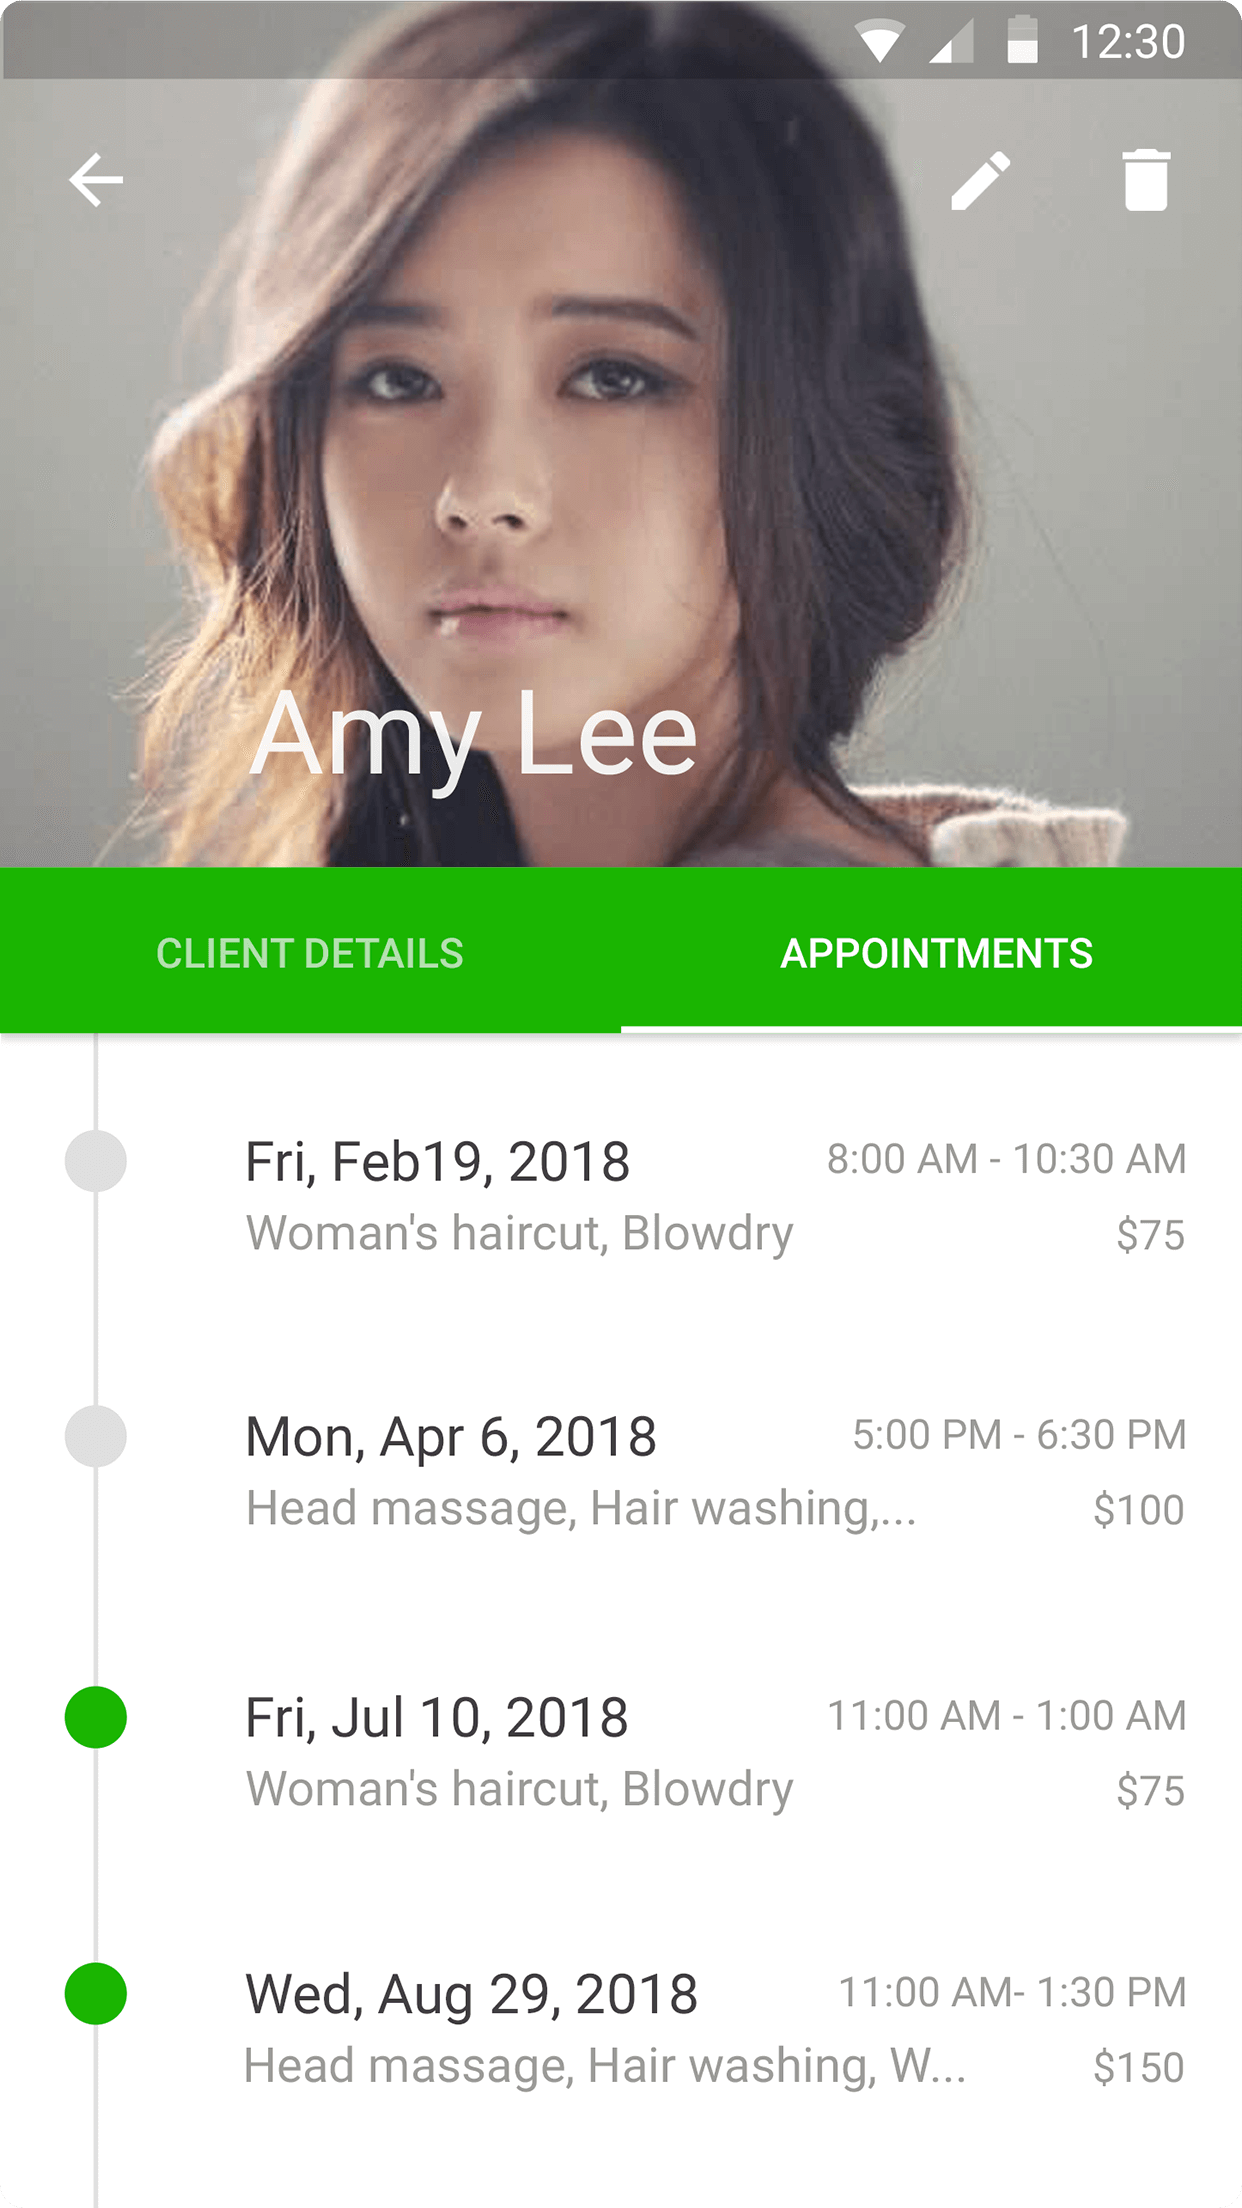 12:30
Amy Lee
CLIENT DETAILS APPOINTMENTS
Fri, Feb19, 2018 8:00 AM - 10:30 AM
Woman's haircut, Blowdry $75
Mon, Apr 6, 2018 5:00 PM - 6:30 PM
Head massage, Hair washing,... $100
Fri, Jul 10, 2018 11:00 AM - 1:00 AM
Woman's haircut, Blowdry $75
Wed, Aug 29, 2018 11:00 AM- 1:30 PM
Head massage, Hair washing, W... $150